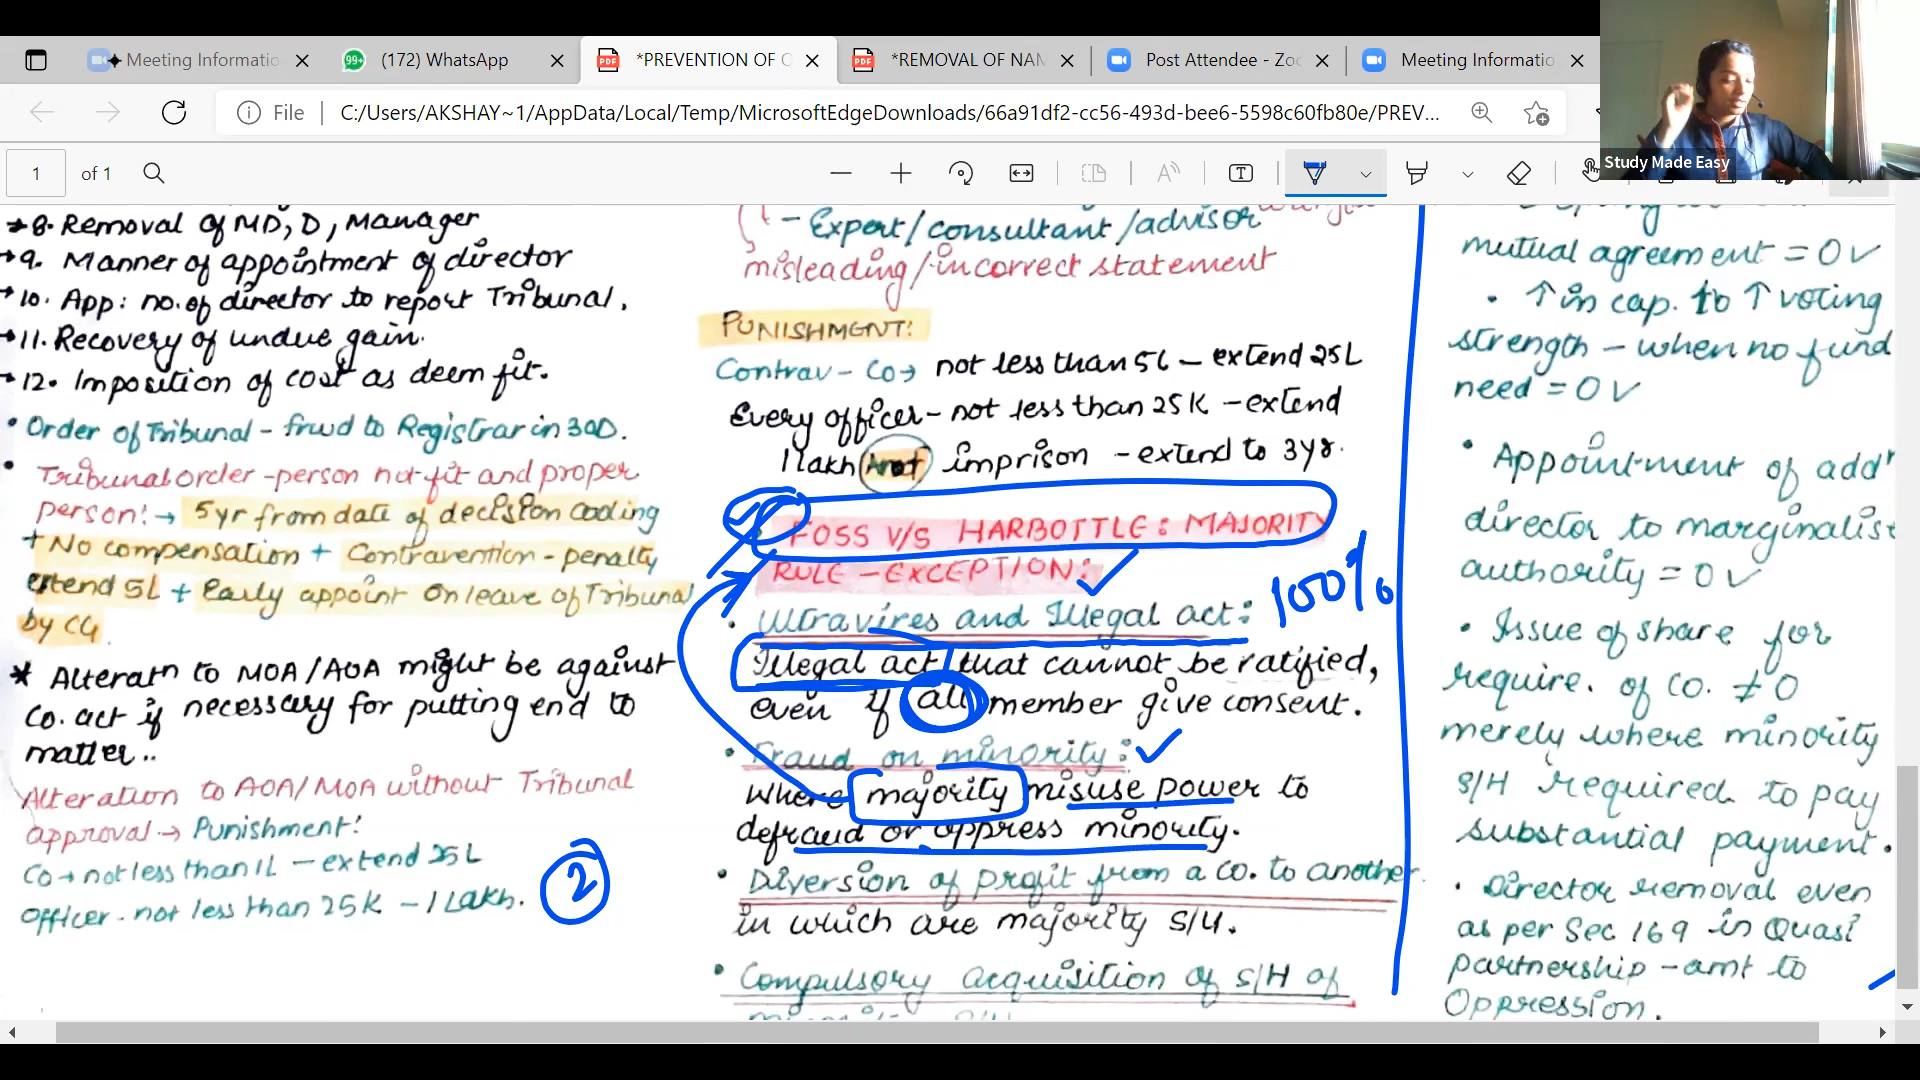 Meeting Informatio
99+
(172) WhatsApp
PDF
*PREVENTION OF O
PDF
*REMOVAL OF NAM
Post Attendee - Zoo
Meeting Informatio
File
C:/Users/AKSHAY~1/AppData/Local/Temp/MicrosoftEdgeDownloads/66a91df2-cc56-493d-bee6-5598c60fb80e/PREV...
Study Made Easy
1 of 1
8. Removal of MD, D, Manager
9. Manner of appointment of director
10. App: no. of director to report Tribunal.
11. Recovery of undue gain.
12. Imposition of cost as deem fit.
• Order of Tribunal - frwd to Registrar in 30D.
• Tribunal order - person not fit and proper
person! → 5yr from date of decision
+ No compensation + Contravention - penalty
extend 5L + Early appoint On leave of Tribunal
by CG
* Alteratn to MOA/AOA might be against
Co. act if necessary for putting end to
matter..
Alteration to AOA/MOA without Tribunal
approval → Punishment!
Co → not less than 1L - extend 25L
Officer - not less than 25K - 1 Lakh.
2
- Expert/consultant/advisor
misleading/incorrect statement
PUNISHMENT:
Contrav - Co → not less than 5L - extend 25L
Every officer - not less than 25K - extend
1 lakh imprison - extend to 3yr.
FOSS V/S HARBOTTLE: MAJORITY
RULE - EXCEPTION:
100%
• Ultravires and Illegal act:
Illegal act that cannot be ratified,
even if all member give consent.
• Fraud on minority:
Where majority misuse power to
defraud or oppress minority.
• Diversion of profit from a co. to another
in which are majority S/H.
• Compulsory acquisition of S/H of
mutual agreement = O ✓
• ↑ in cap. to ↑ voting
strength - when no fund
need = O ✓
• Appointment of add'
director to marginalise
authority = O ✓
• Issue of share for
require. of Co. ≠ O
merely where minority
S/H required to pay
substantial payment.
• Director removal even
as per Sec 169 in Quasi
partnership - amt to
Oppression.